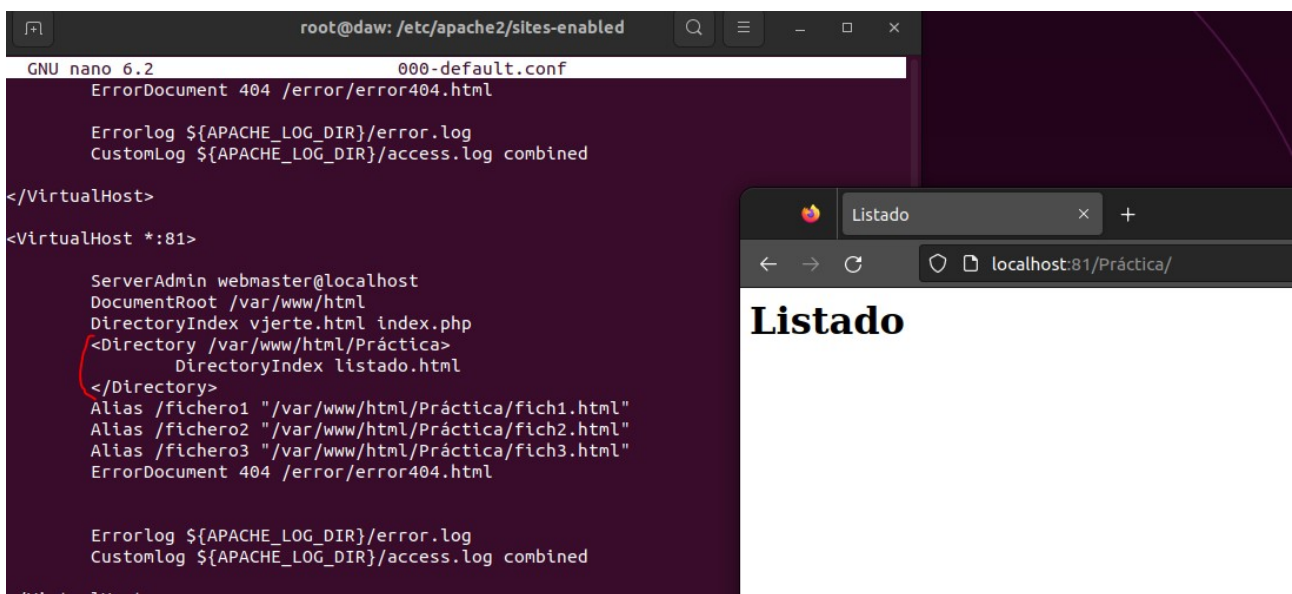 root@daw: /etc/apache2/sites-enabled
GNU nano 6.2 000-default.conf
ErrorDocument 404 /error/error404.html
Errorlog ${APACHE_LOG_DIR}/error.log
CustomLog ${APACHE_LOG_DIR}/access.log combined
</VirtualHost>
<VirtualHost *:81>
ServerAdmin webmaster@localhost
DocumentRoot /var/www/html
DirectoryIndex vjerte.html index.php
<Directory /var/www/html/Práctica>
DirectoryIndex listado.html
</Directory>
Alias /fichero1 "/var/www/html/Práctica/fich1.html"
Alias /fichero2 "/var/www/html/Práctica/fich2.html"
Alias /fichero3 "/var/www/html/Práctica/fich3.html"
ErrorDocument 404 /error/error404.html
Errorlog ${APACHE_LOG_DIR}/error.log
Customlog ${APACHE_LOG_DIR}/access.log combined
Listado
localhost:81/Práctica/
Listado